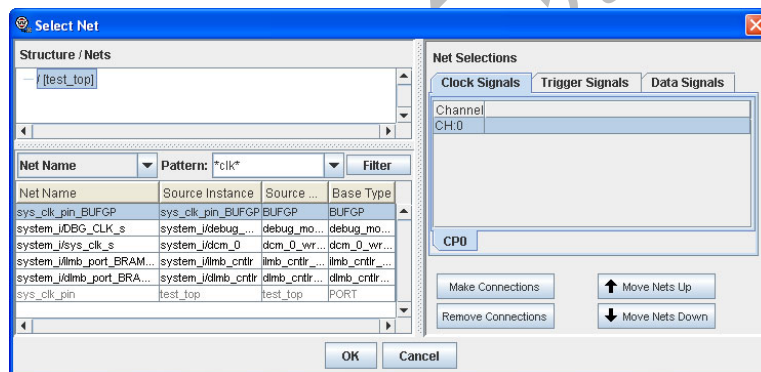 Select Net
Structure / Nets
/ [test_top]
Net Name Pattern: *clk* Filter
Net Name Source Instance Source ... Base Type
sys_clk_pin_BUFGP sys_clk_pin_BUFGP BUFGP BUFGP
system_i/DBG_CLK_s system_i/debug_... debug_mo... debug_mo...
system_i/sys_clk_s system_i/dcm_0 dcm_0_wr... dcm_0_wr...
system_i/ilmb_port_BRAM... system_i/ilmb_cntlr ilmb_cntlr_... ilmb_cntlr_...
system_i/dlmb_port_BRA... system_i/dlmb_cntlr dlmb_cntlr... dlmb_cntlr...
sys_clk_pin test_top test_top PORT
Net Selections
Clock Signals Trigger Signals Data Signals
Channel
CH:0
CP0
Make Connections Move Nets Up
Remove Connections Move Nets Down
OK Cancel